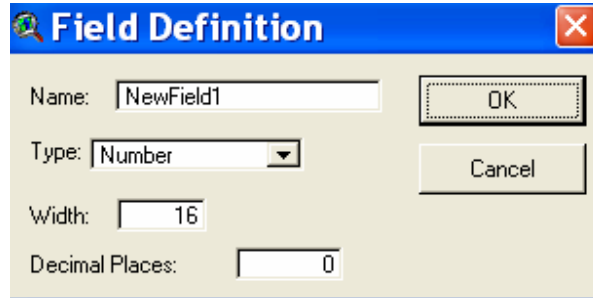 Field Definition
Name: NewField1
OK
Type: Number
Cancel
Width: 16
Decimal Places: 0